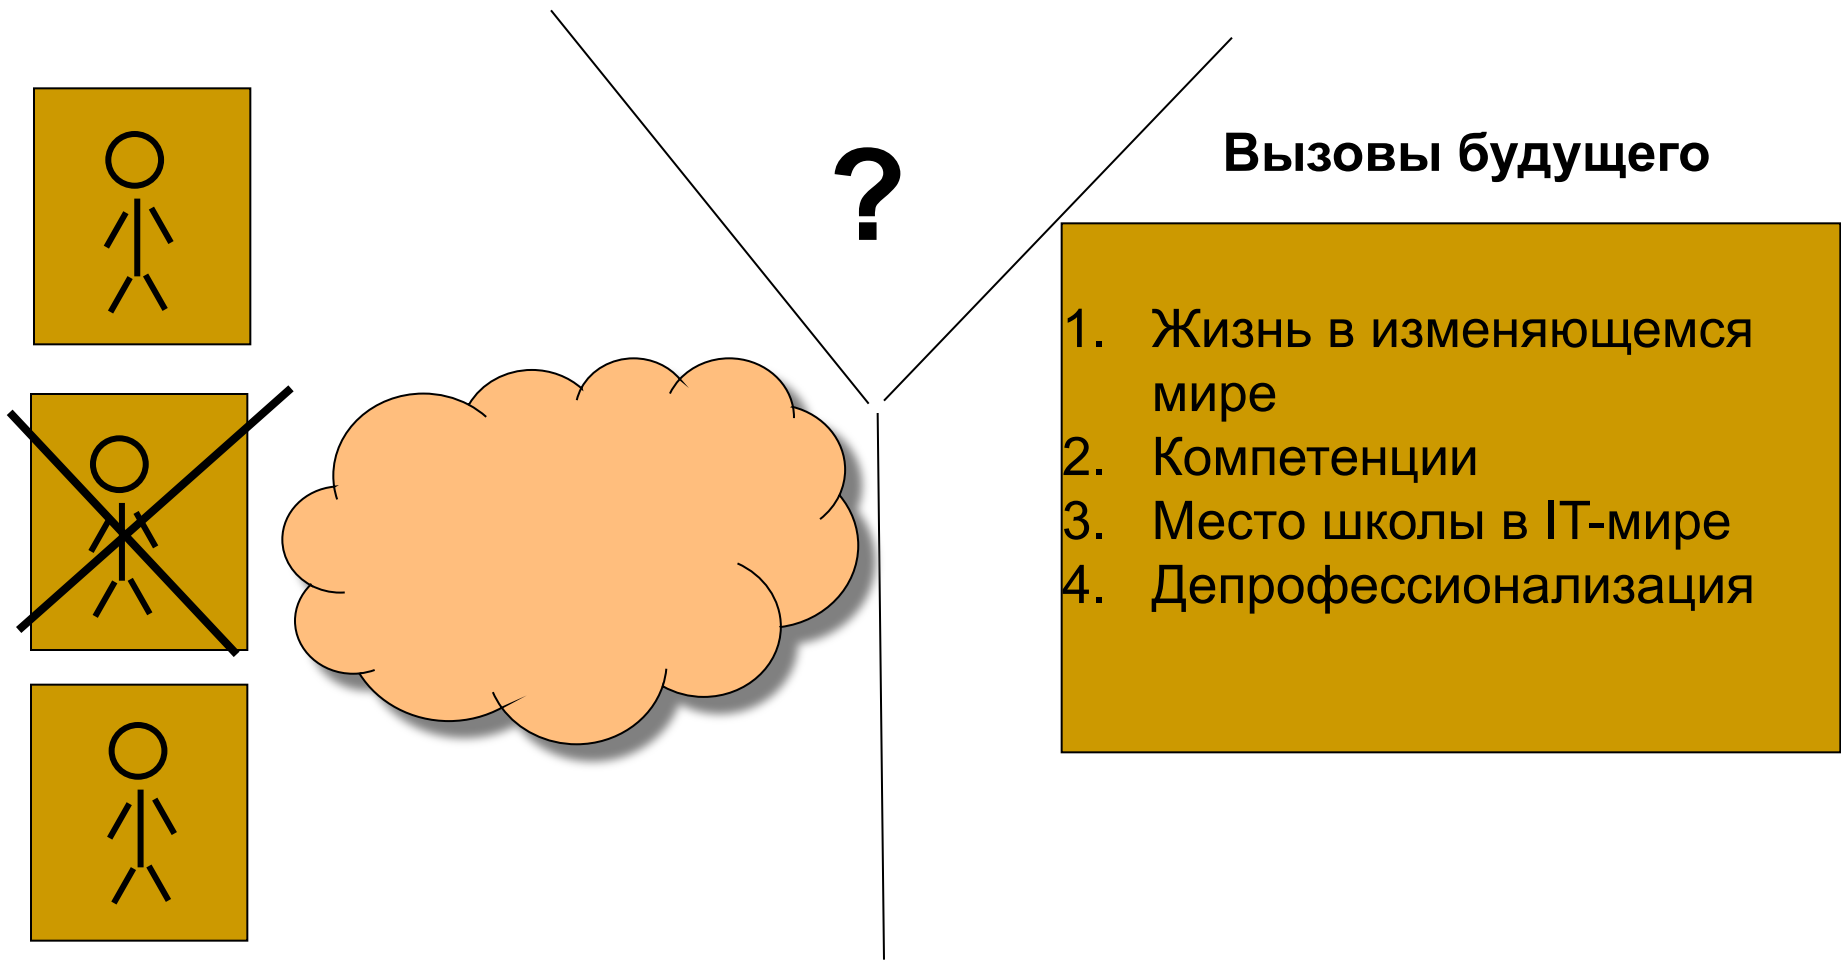 ?
Вызовы будущего
1. Жизнь в изменяющемся
мире
2. Компетенции
3. Место школы в IT-мире
4. Депрофессионализация